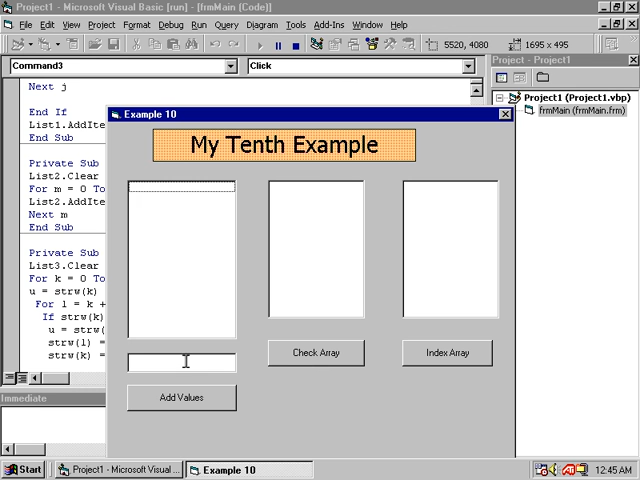 Project1 - Microsoft Visual Basic [run] - [frmMain (Code)]
File Edit View Project Format Debug Run Query Diagram Tools Add-Ins Window Help
5520, 4080 1695 x 495
Command3 Click
Project - Project1
Project1 (Project1.vbp)
frmMain (frmMain.frm)
Next j
End If
List1.AddIte
End Sub
Private Sub
List2.Clear
For m = 0 To
List2.AddIte
Next m
End Sub
Private Sub
List3.Clear
For k = 0 To
u = strw(k)
For l = k +
If strw(k)
u = strw(
strw(l) =
strw(k) =
Example 10
My Tenth Example
Check Array
Index Array
Add Values
Immediate
Start
Project1 - Microsoft Visual ...
Example 10
12:45 AM